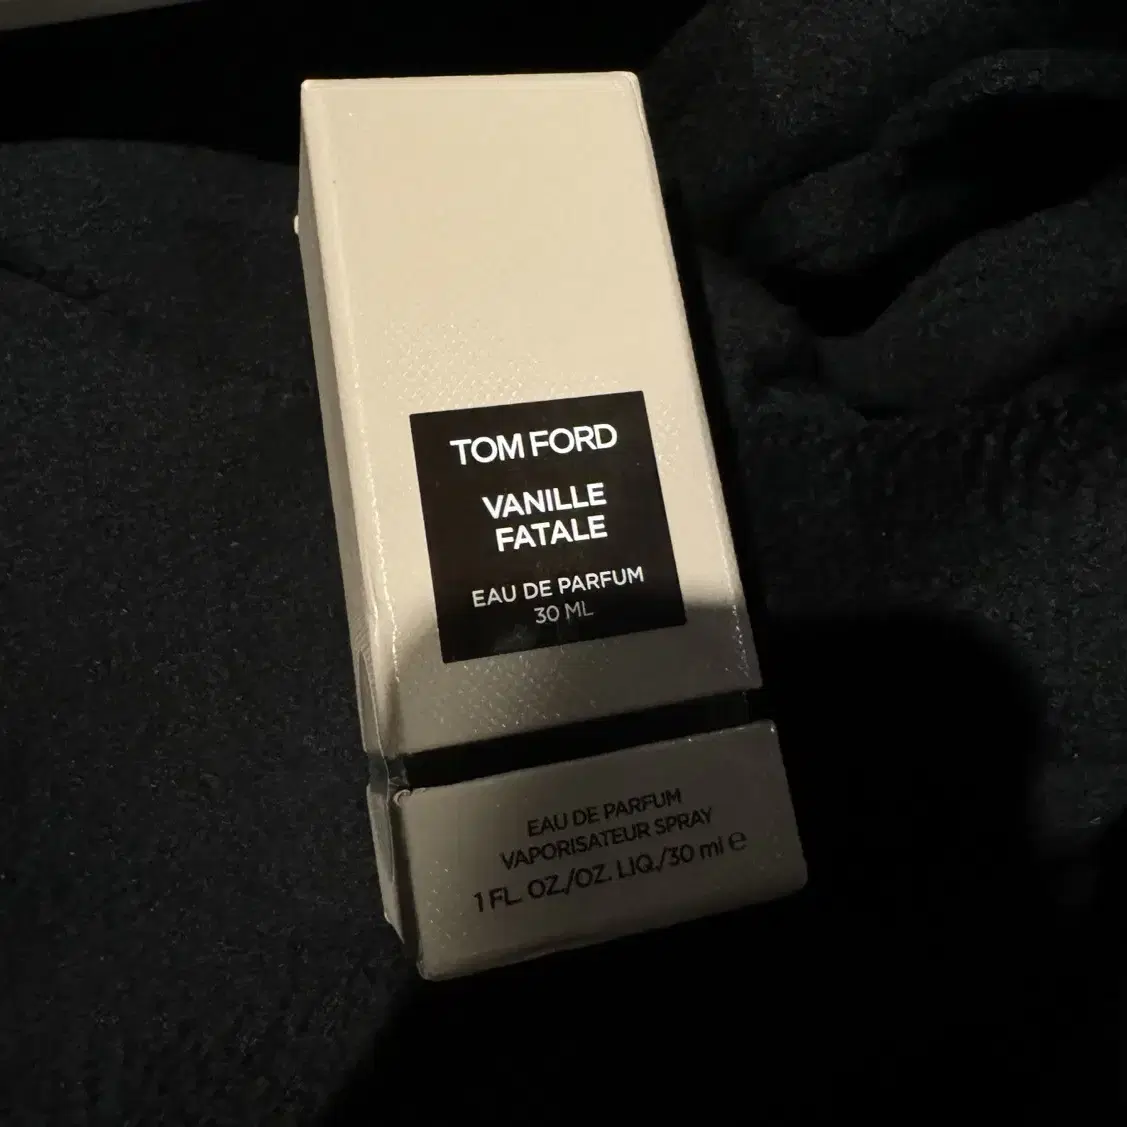 TOM FORD
VANILLE
FATALE
EAU DE PARFUM
30 ML
EAU DE PARFUM
VAPORISATEUR SPRAY
1 FL. OZ./OZ. LIQ./30 ml ℮